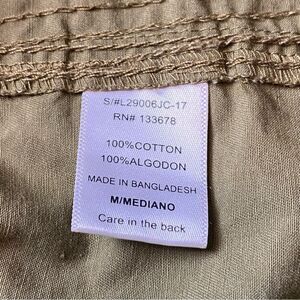 S/#L29006JC-17
RN# 133678
100%COTTON
100%ALGODON
MADE IN BANGLADESH
M/MEDIANO
Care in the back